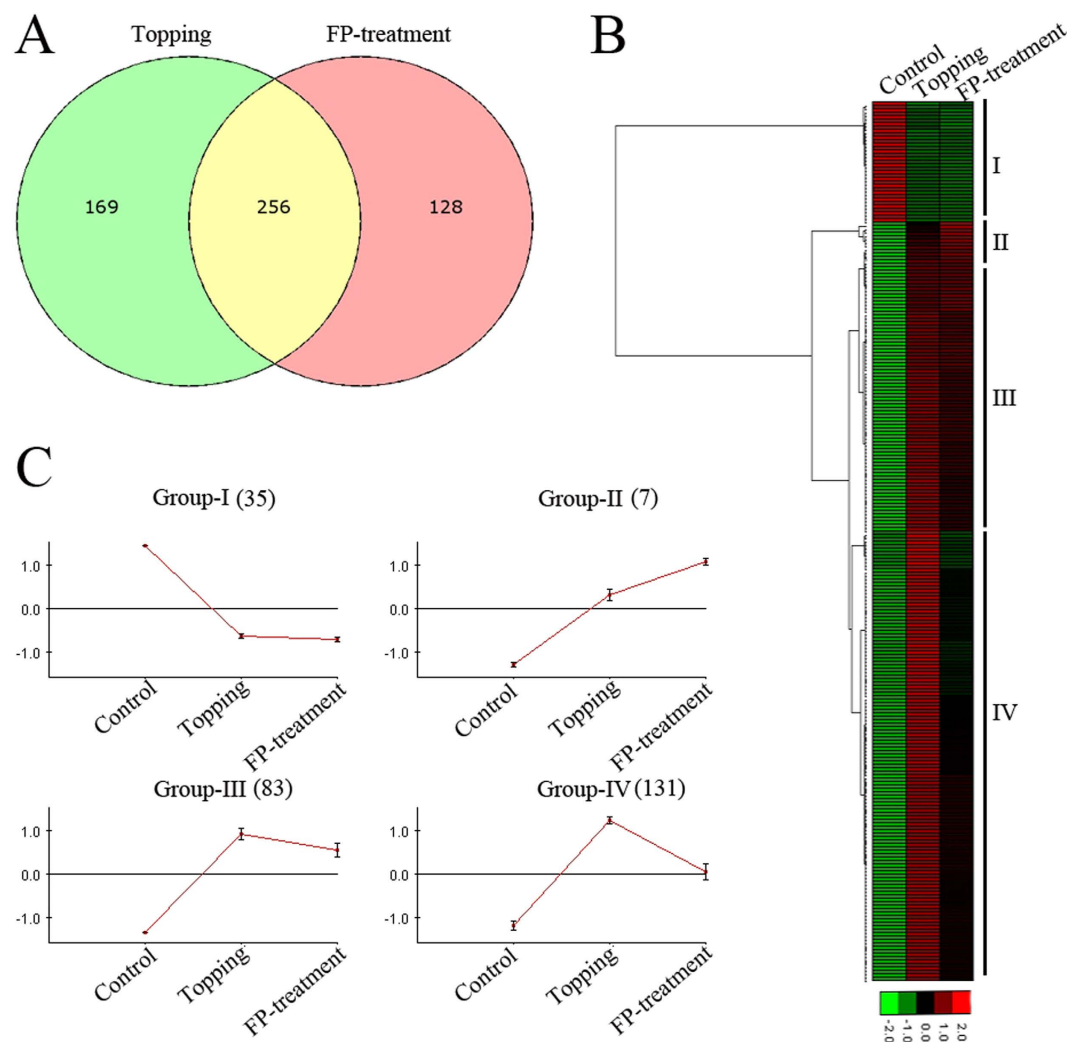 A
Topping
FP-treatment
169
256
128
B
Control
Topping
FP-treatment
I
II
III
IV
-2.0
-1.0
0.0
1.0
2.0
C
Group-I (35)
1.0
0.0
-1.0
Control
Topping
FP-treatment
Group-II (7)
1.0
0.0
-1.0
Control
Topping
FP-treatment
Group-III (83)
1.0
0.0
-1.0
Control
Topping
FP-treatment
Group-IV (131)
1.0
0.0
-1.0
Control
Topping
FP-treatment